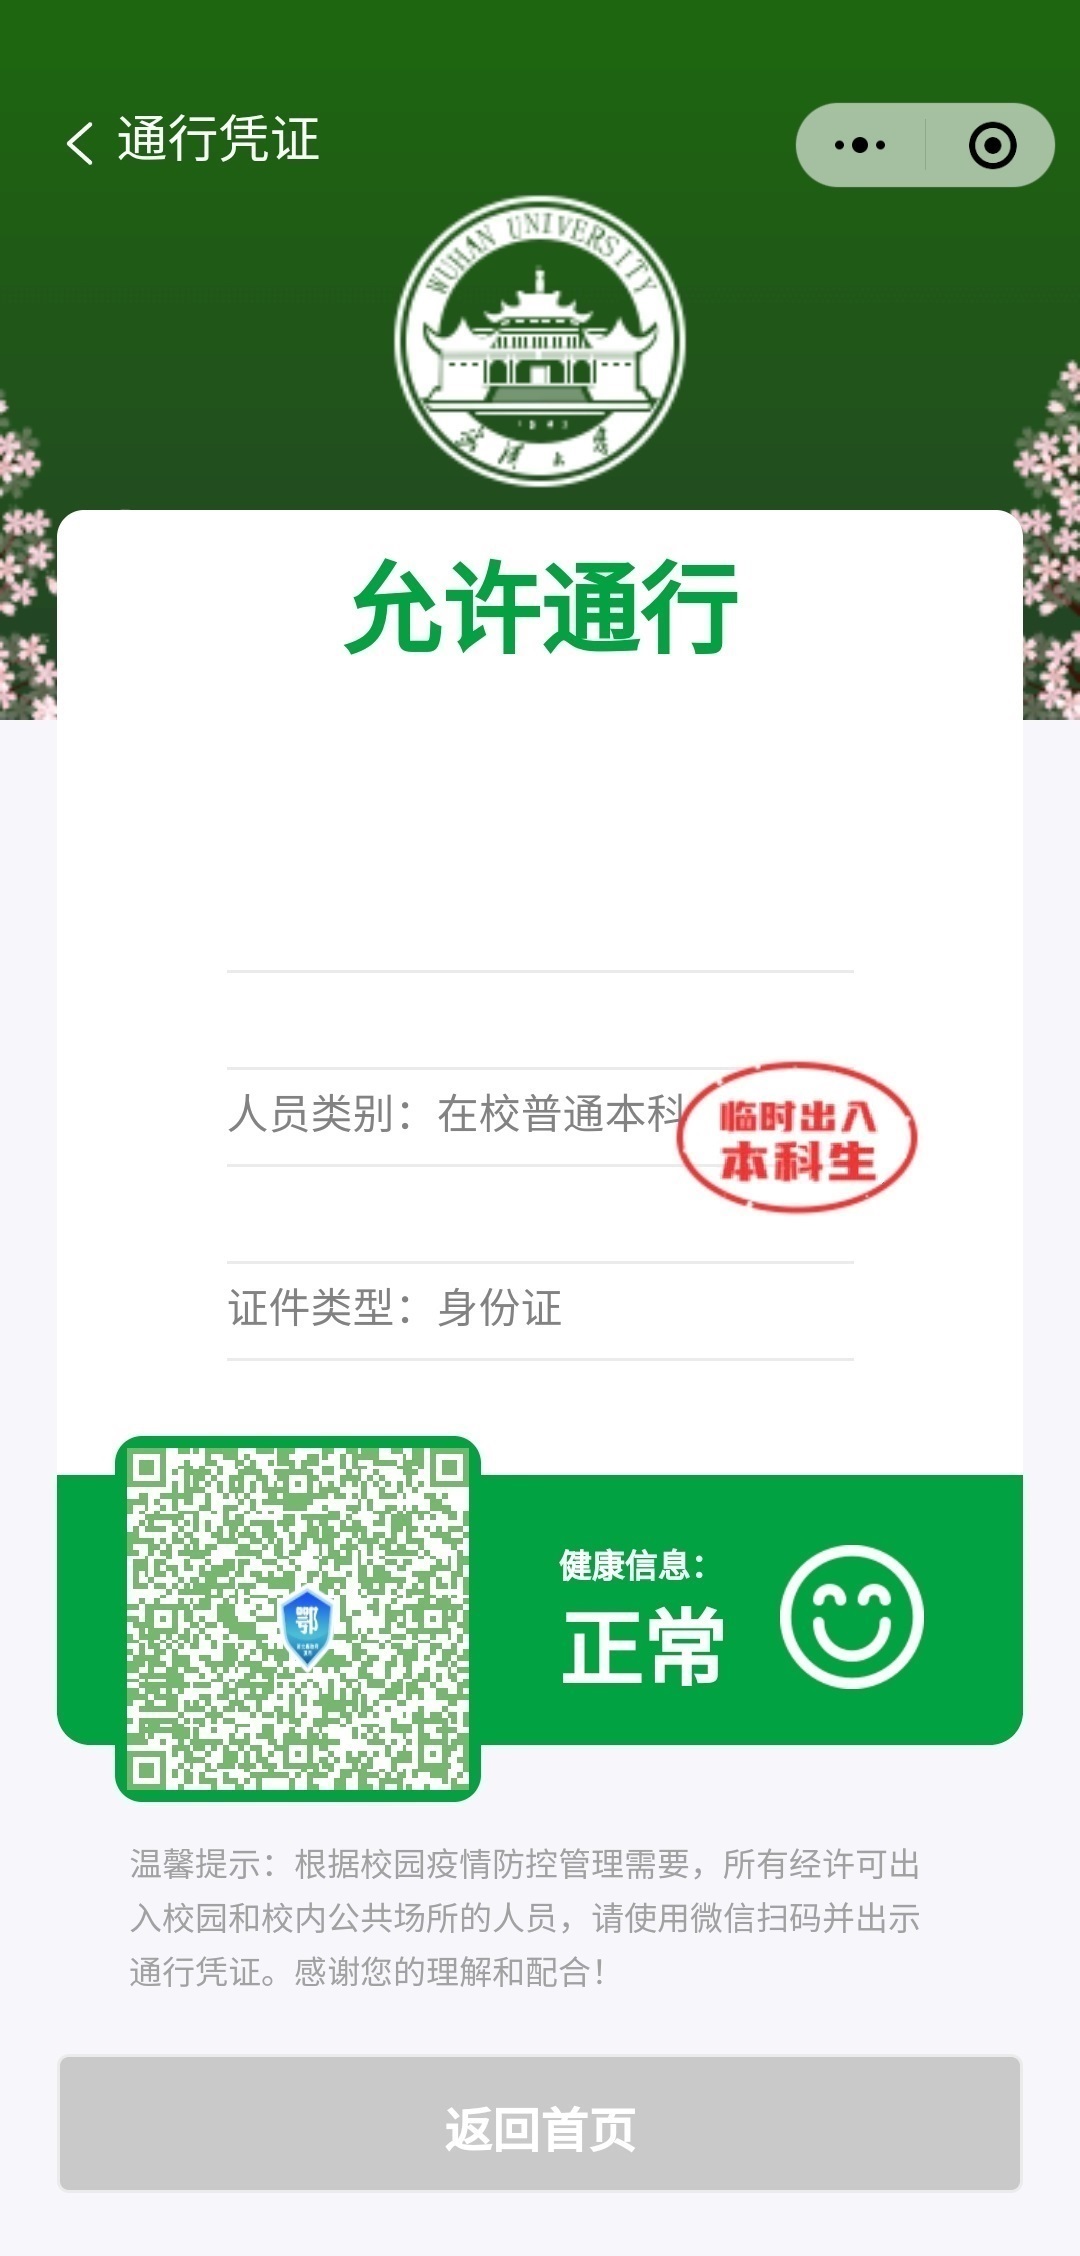 通行凭证
WUHAN UNIVERSITY
允许通行
人员类别：在校普通本科
临时出入
本科生
证件类型：身份证
鄂
健康信息：
正常
温馨提示：根据校园疫情防控管理需要，所有经许可出
入校园和校内公共场所的人员，请使用微信扫码并出示
通行凭证。感谢您的理解和配合！
返回首页